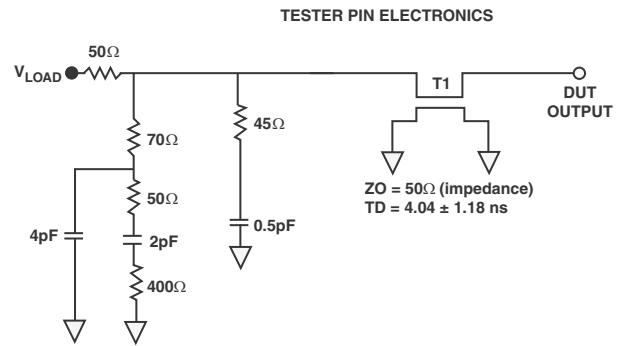 TESTER PIN ELECTRONICS
50Ω
VLOAD
T1
DUT
OUTPUT
70Ω
45Ω
50Ω
ZO = 50Ω (impedance)
TD = 4.04 ± 1.18 ns
4pF
2pF
0.5pF
400Ω